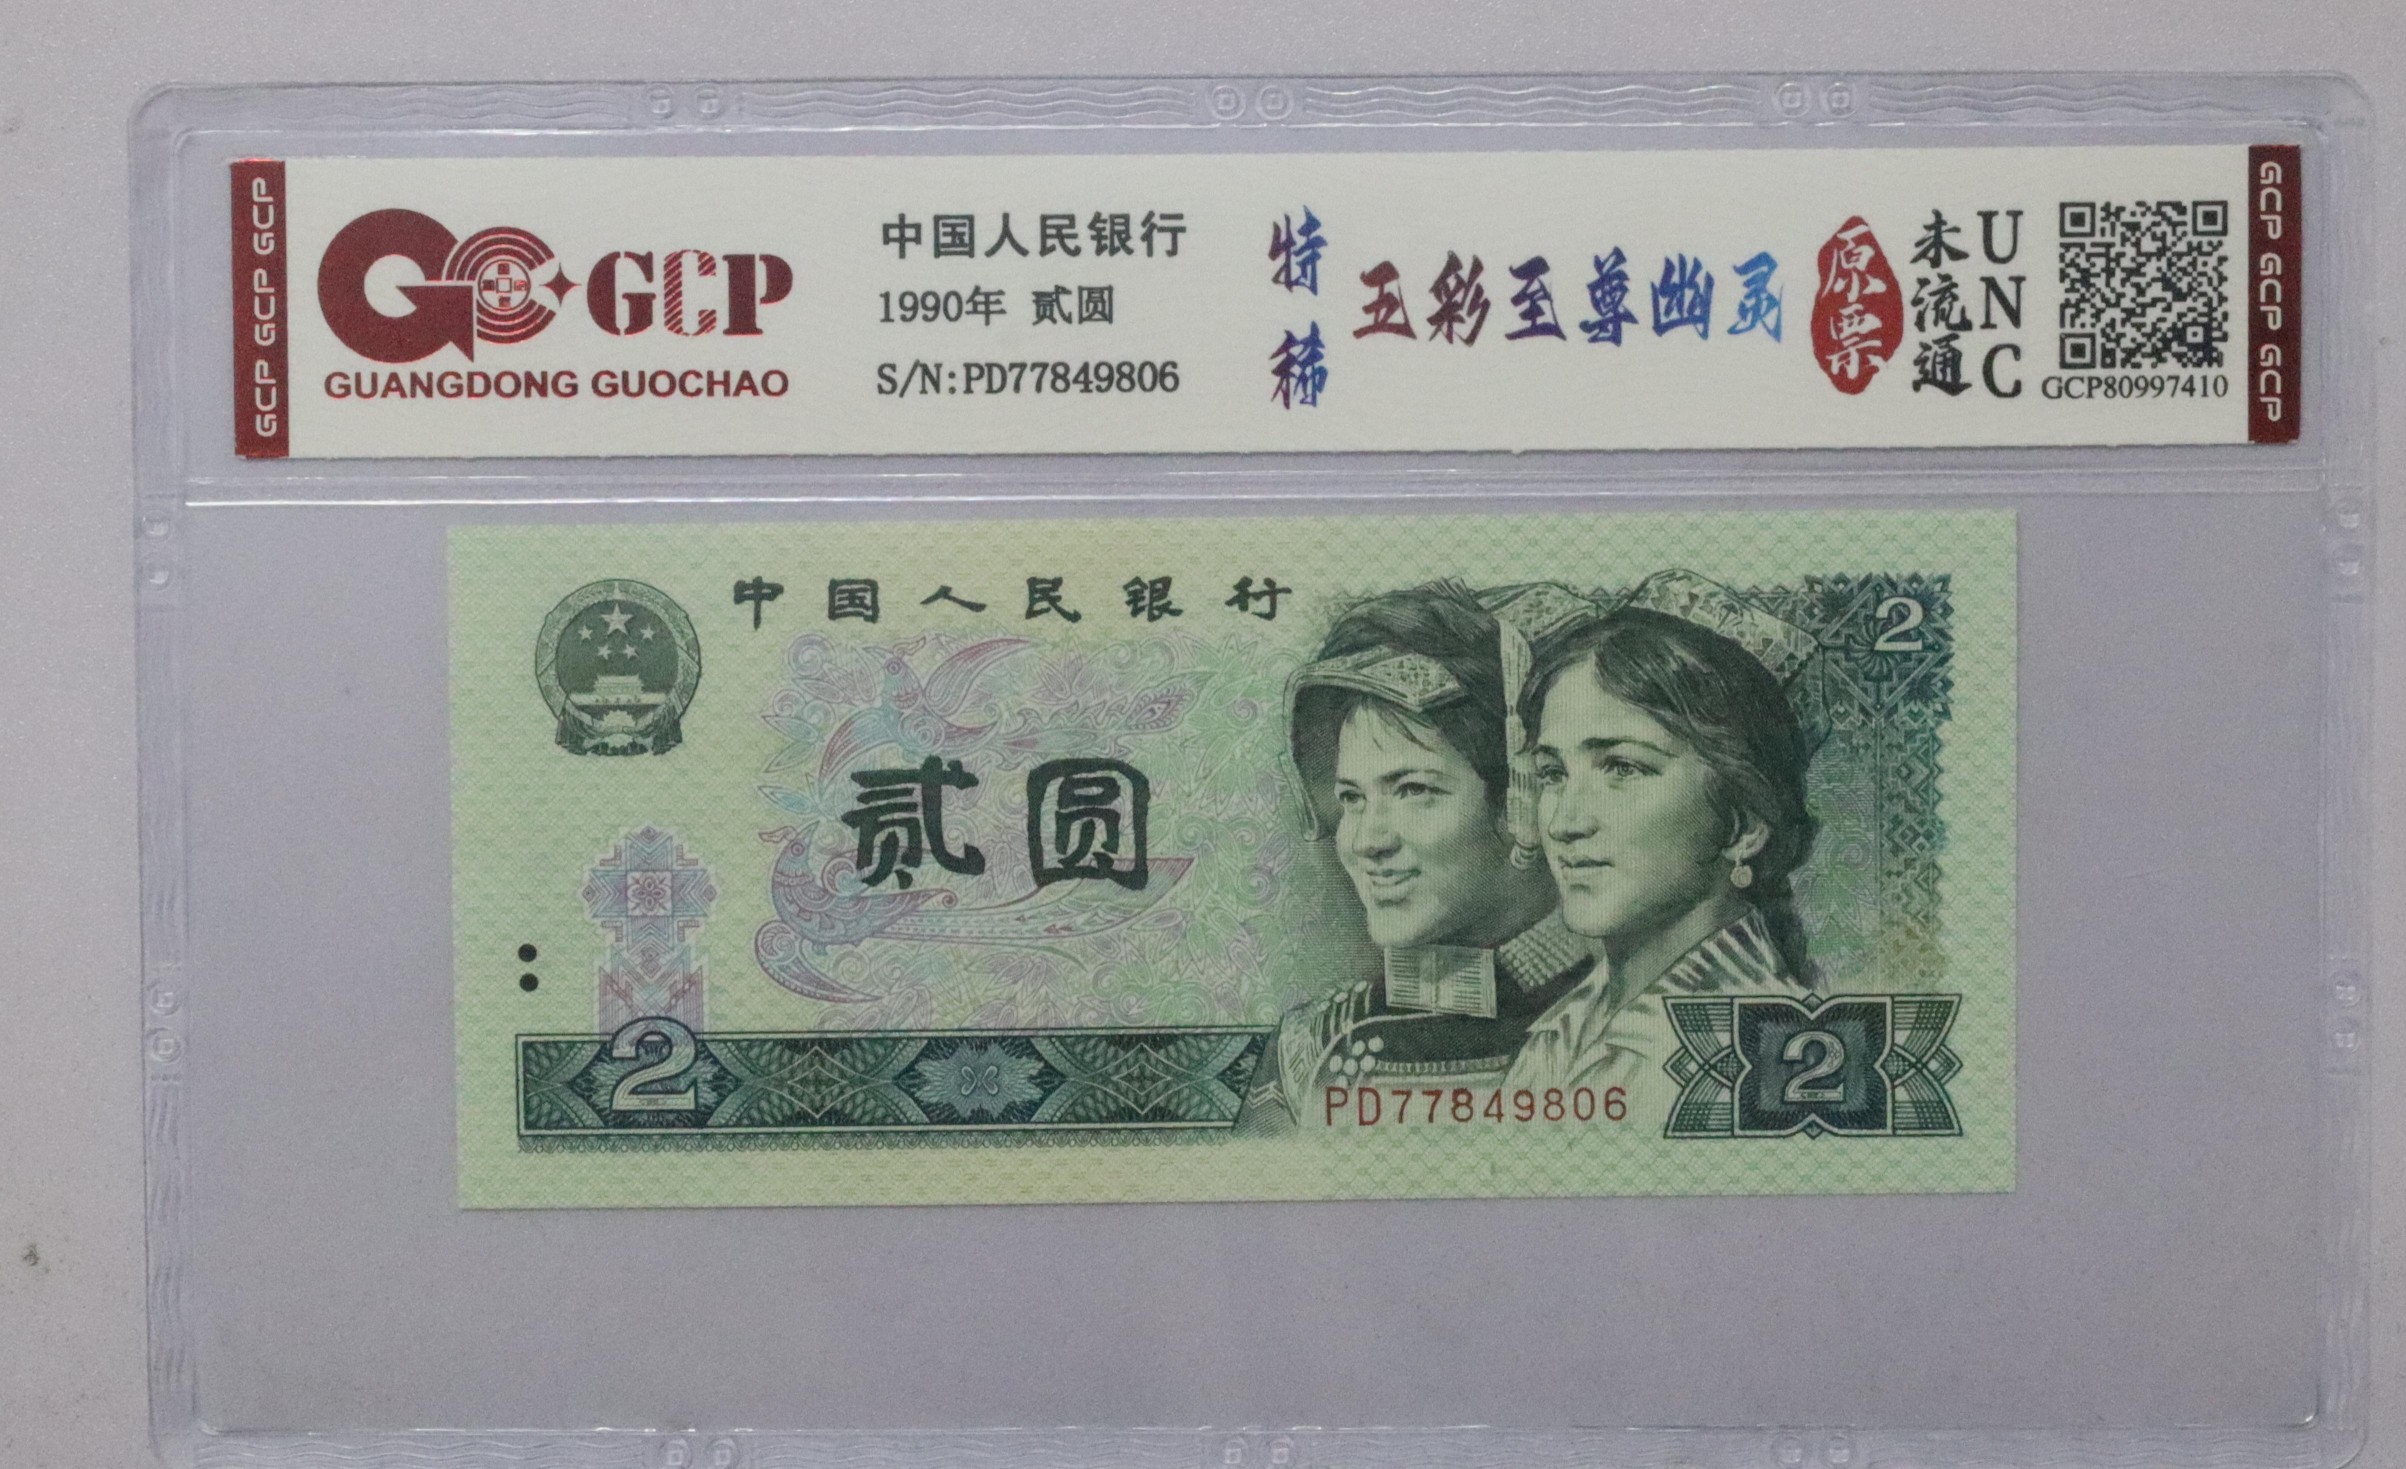 GCP GCP GCP
GCP
GUANGDONG GUOCHAO
中国人民银行
1990年 贰圆
S/N:PD77849806
特稀
五彩至尊幽灵
原票
未流通
UNC
GCP80997410
GCP GCP GCP
中国人民银行
2
贰圆
2
PD77849806
2